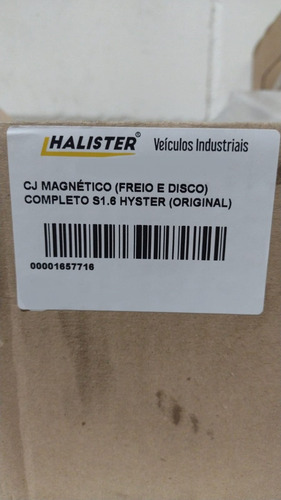 HALISTER® Veículos Industriais
CJ MAGNÉTICO (FREIO E DISCO)
COMPLETO S1.6 HYSTER (ORIGINAL)
00001657716